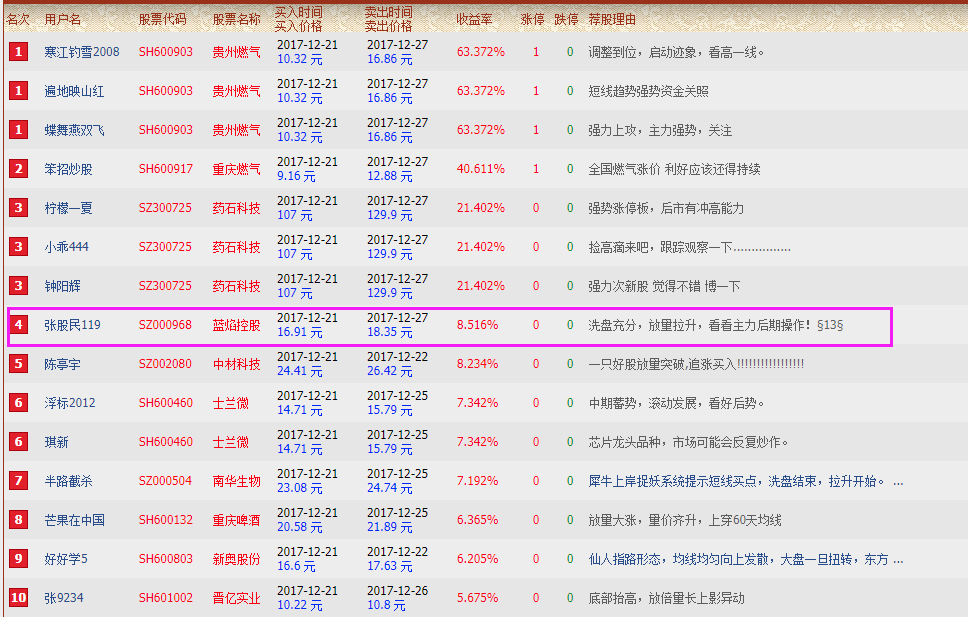 名次 用户名 股票代码 股票名称 买入时间 卖出时间 收益率 涨停 跌停 荐股理由
买入价格 卖出价格
1 寒江钓雪2008 SH600903 贵州燃气 2017-12-21 2017-12-27 63.372% 1 0 调整到位，启动迹象，看高一线。
10.32 元 16.86 元
1 遍地映山红 SH600903 贵州燃气 2017-12-21 2017-12-27 63.372% 1 0 短线趋势强势资金关照
10.32 元 16.86 元
1 蝶舞燕双飞 SH600903 贵州燃气 2017-12-21 2017-12-27 63.372% 1 0 强力上攻，主力强势，关注
10.32 元 16.86 元
2 笨招炒股 SH600917 重庆燃气 2017-12-21 2017-12-27 40.611% 1 0 全国燃气涨价 利好应该还得持续
9.16 元 12.88 元
3 柠檬一夏 SZ300725 药石科技 2017-12-21 2017-12-27 21.402% 0 0 强势涨停板，后市有冲高能力
107 元 129.9 元
3 小乖444 SZ300725 药石科技 2017-12-21 2017-12-27 21.402% 0 0 捡高滴来吧，跟踪观察一下...............
107 元 129.9 元
3 钟阳辉 SZ300725 药石科技 2017-12-21 2017-12-27 21.402% 0 0 强力次新股 觉得不错 博一下
107 元 129.9 元
4 张股民119 SZ000968 蓝焰控股 2017-12-21 2017-12-27 8.516% 0 0 洗盘充分，放量拉升，看看主力后期操作！§13§
16.91 元 18.35 元
5 陈亭宇 SZ002080 中材科技 2017-12-21 2017-12-22 8.234% 0 0 一只好股放量突破,追涨买入!!!!!!!!!!!!!!!!!
24.41 元 26.42 元
6 浮标2012 SH600460 士兰微 2017-12-21 2017-12-25 7.342% 0 0 中期蓄势，滚动发展，看好后势。
14.71 元 15.79 元
6 琪新 SH600460 士兰微 2017-12-21 2017-12-25 7.342% 0 0 芯片龙头品种，市场可能会反复炒作。
14.71 元 15.79 元
7 半路截杀 SZ000504 南华生物 2017-12-21 2017-12-25 7.192% 0 0 犀牛上岸捉妖系统提示短线买点，洗盘结束，拉升开始。 ...
23.08 元 24.74 元
8 芒果在中国 SH600132 重庆啤酒 2017-12-21 2017-12-25 6.365% 0 0 放量大涨，量价齐升，上穿60天均线
20.58 元 21.89 元
9 好好学5 SH600803 新奥股份 2017-12-21 2017-12-22 6.205% 0 0 仙人指路形态，均线均匀向上发散，大盘一旦扭转，东方 ...
16.6 元 17.63 元
10 张9234 SH601002 晋亿实业 2017-12-21 2017-12-26 5.675% 0 0 底部抬高，放倍量长上影异动
10.22 元 10.8 元